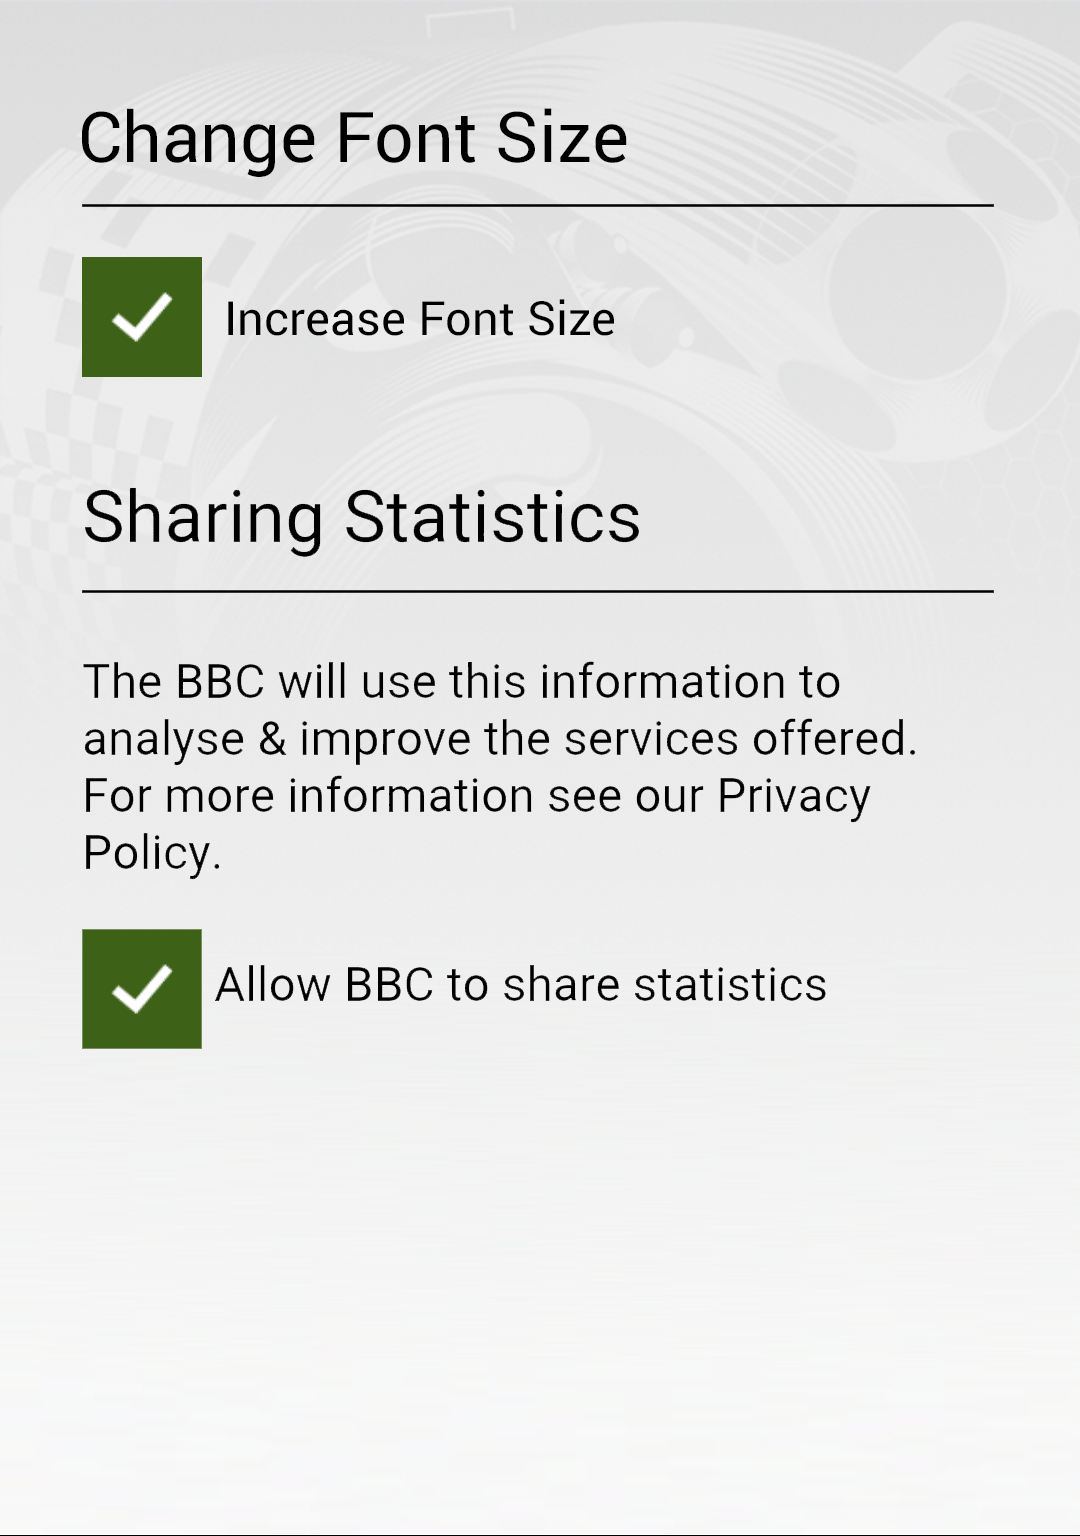 Change Font Size
Increase Font Size
Sharing Statistics
The BBC will use this information to
analyse & improve the services offered.
For more information see our Privacy
Policy.
Allow BBC to share statistics